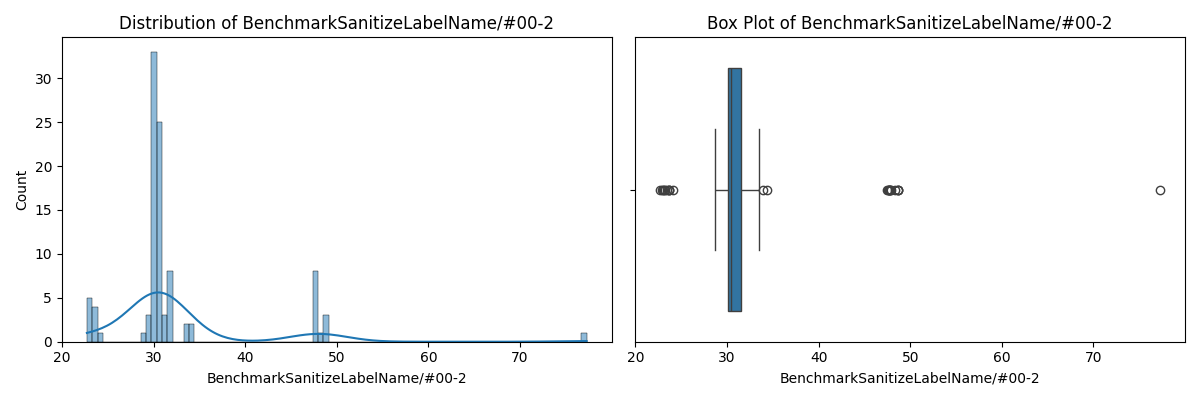 Distribution of BenchmarkSanitizeLabelName/#00-2
Count
30
25
20
15
10
5
0
20 30 40 50 60 70
BenchmarkSanitizeLabelName/#00-2
Box Plot of BenchmarkSanitizeLabelName/#00-2
20 30 40 50 60 70
BenchmarkSanitizeLabelName/#00-2